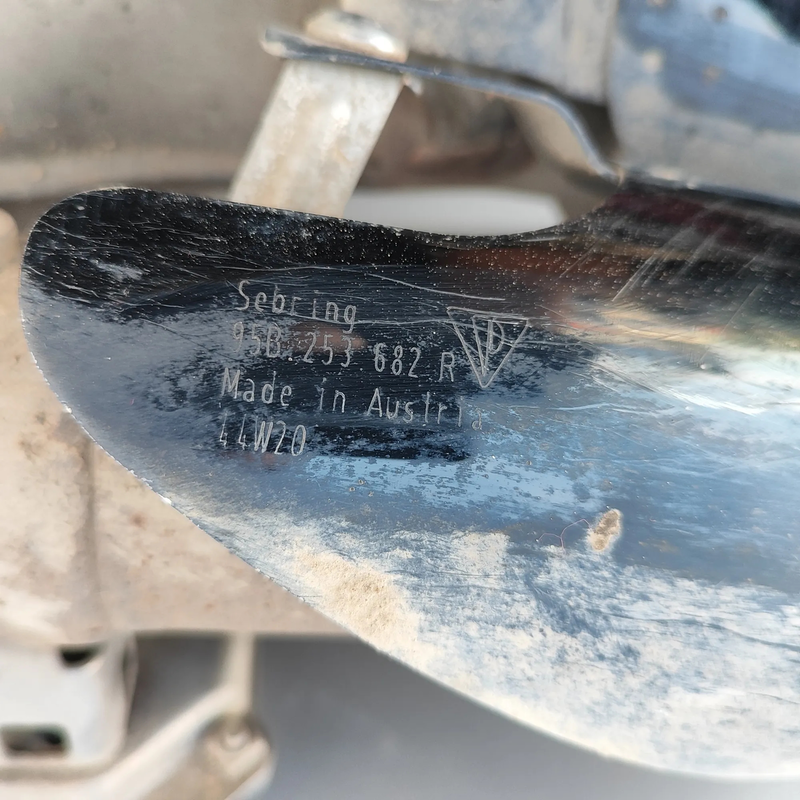 Sebring
95B.253.682.R
Made in Austria
44W20